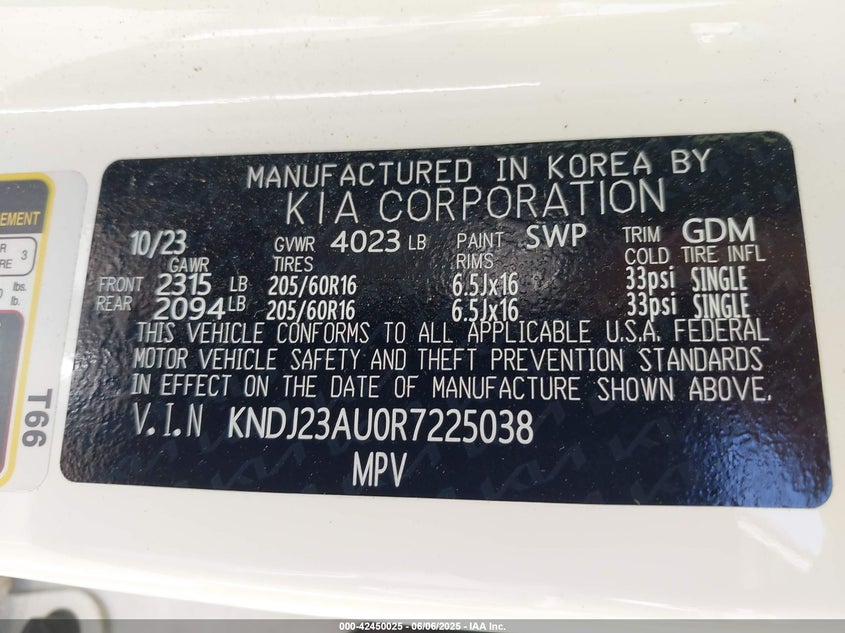 MANUFACTURED IN KOREA BY
KIA CORPORATION
10/23 GVWR 4023 LB PAINT SWP TRIM GDM
GAWR TIRES RIMS COLD TIRE INFL
FRONT 2315 LB 205/60R16 6.5Jx16 33psi SINGLE
REAR 2094 LB 205/60R16 6.5Jx16 33psi SINGLE
THIS VEHICLE CONFORMS TO ALL APPLICABLE U.S.A. FEDERAL
MOTOR VEHICLE SAFETY AND THEFT PREVENTION STANDARDS
IN EFFECT ON THE DATE OF MANUFACTURE SHOWN ABOVE.
V.I.N KNDJ23AU0R7225038
MPV
3
lbs.
lb.
T66
000-42450025 - 06/06/2025 - IAA Inc.